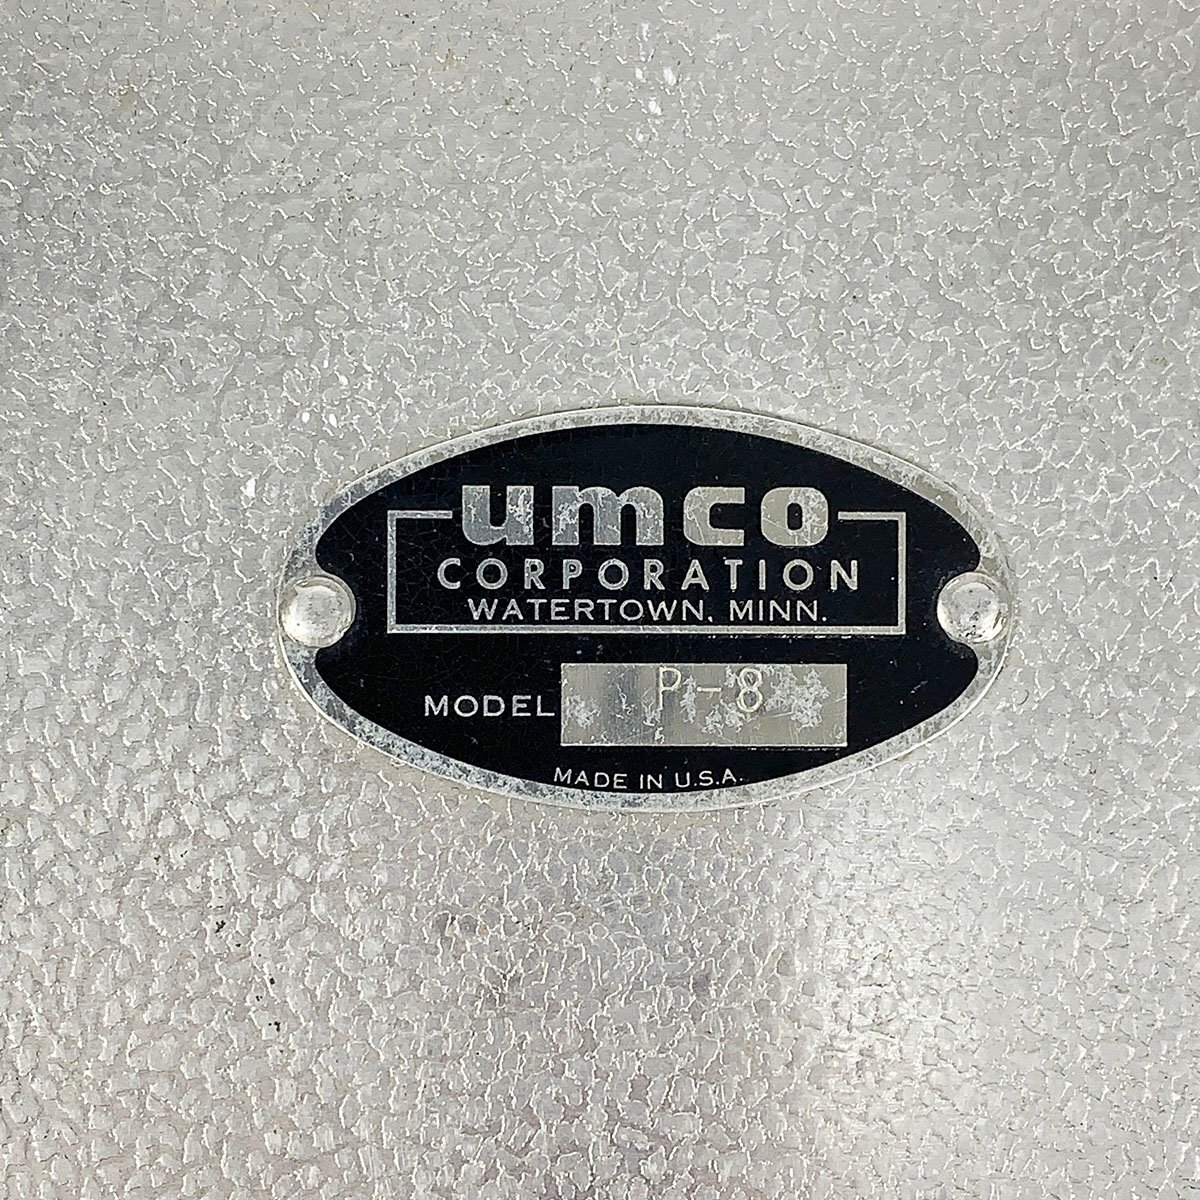 umco
CORPORATION
WATERTOWN, MINN.
MODEL P-8
MADE IN U.S.A.